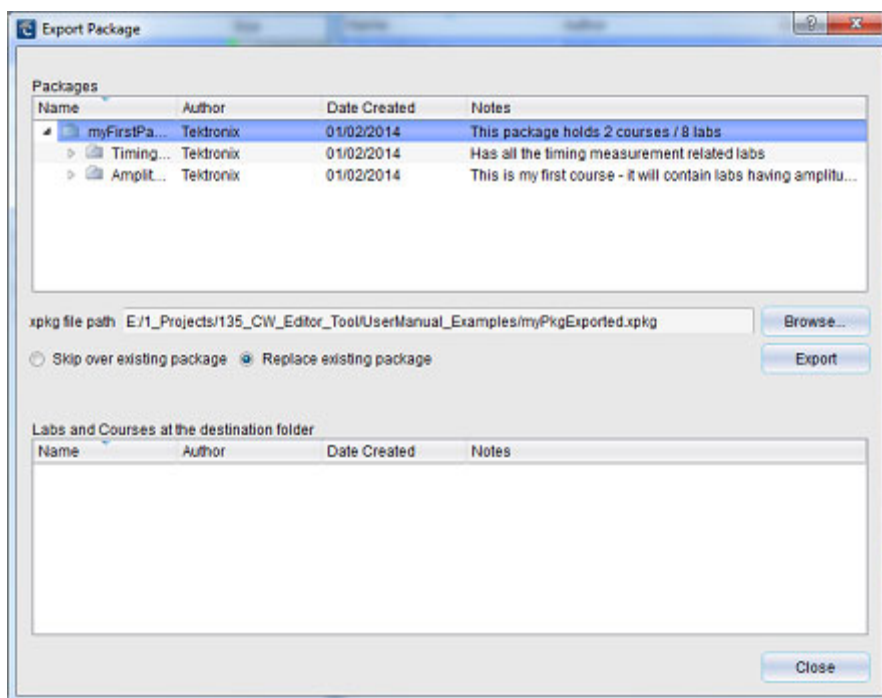 Export Package
Packages
Name Author Date Created Notes
myFirstPa... Tektronix 01/02/2014 This package holds 2 courses / 8 labs
Timing... Tektronix 01/02/2014 Has all the timing measurement related labs
Amplit... Tektronix 01/02/2014 This is my first course - it will contain labs having amplitu...
xpkg file path E:/1_Projects/135_CW_Editor_Tool/UserManual_Examples/myPkgExported.xpkg Browse...
Skip over existing package Replace existing package Export
Labs and Courses at the destination folder
Name Author Date Created Notes
Close